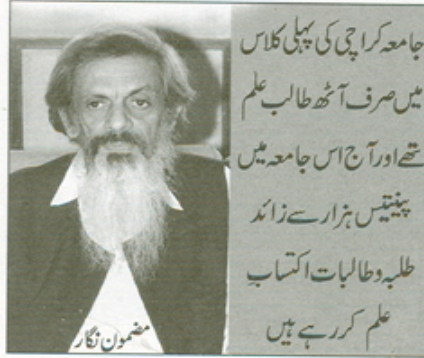 جامعہ کراچی کی پہلی کلاس
میں صرف آٹھ طالب علم
تھے اور آج اس جامعہ میں
پینتیس ہزار سے زائد
طلبہ و طالبات اکتسابِ
علم کر رہے ہیں
مضمون نگار